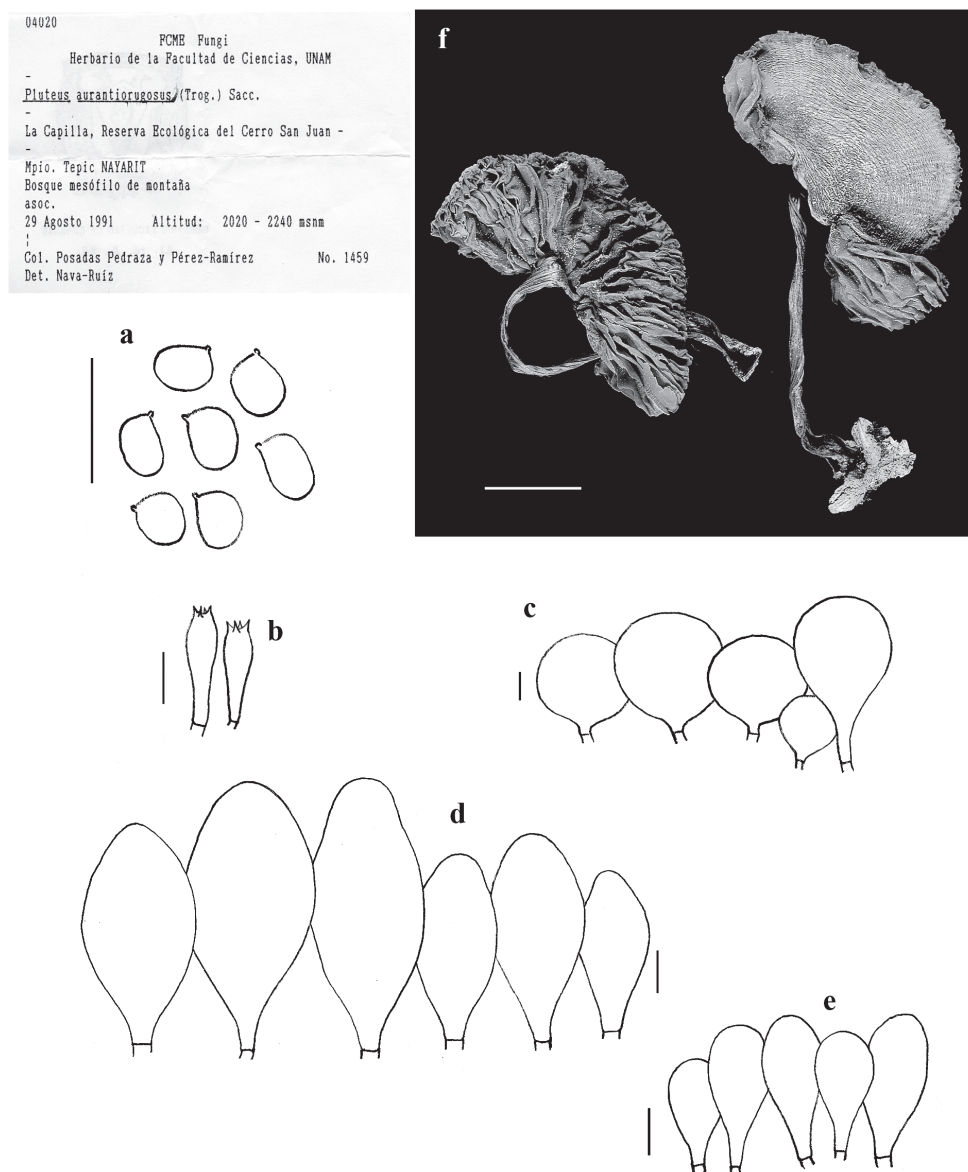 04020
FCME Fungi
Herbario de la Facultad de Ciencias, UNAM
-
Pluteus aurantiorugosus (Trog.) Sacc.
-
La Capilla, Reserva Ecológica del Cerro San Juan -
-
Mpio. Tepic NAYARIT
Bosque mesófilo de montaña
asoc.
29 Agosto 1991 Altitud: 2020 - 2240 msnm
¦
Col. Posadas Pedraza y Pérez-Ramírez No. 1459
Det. Nava-Ruíz
f
a
b
c
d
e